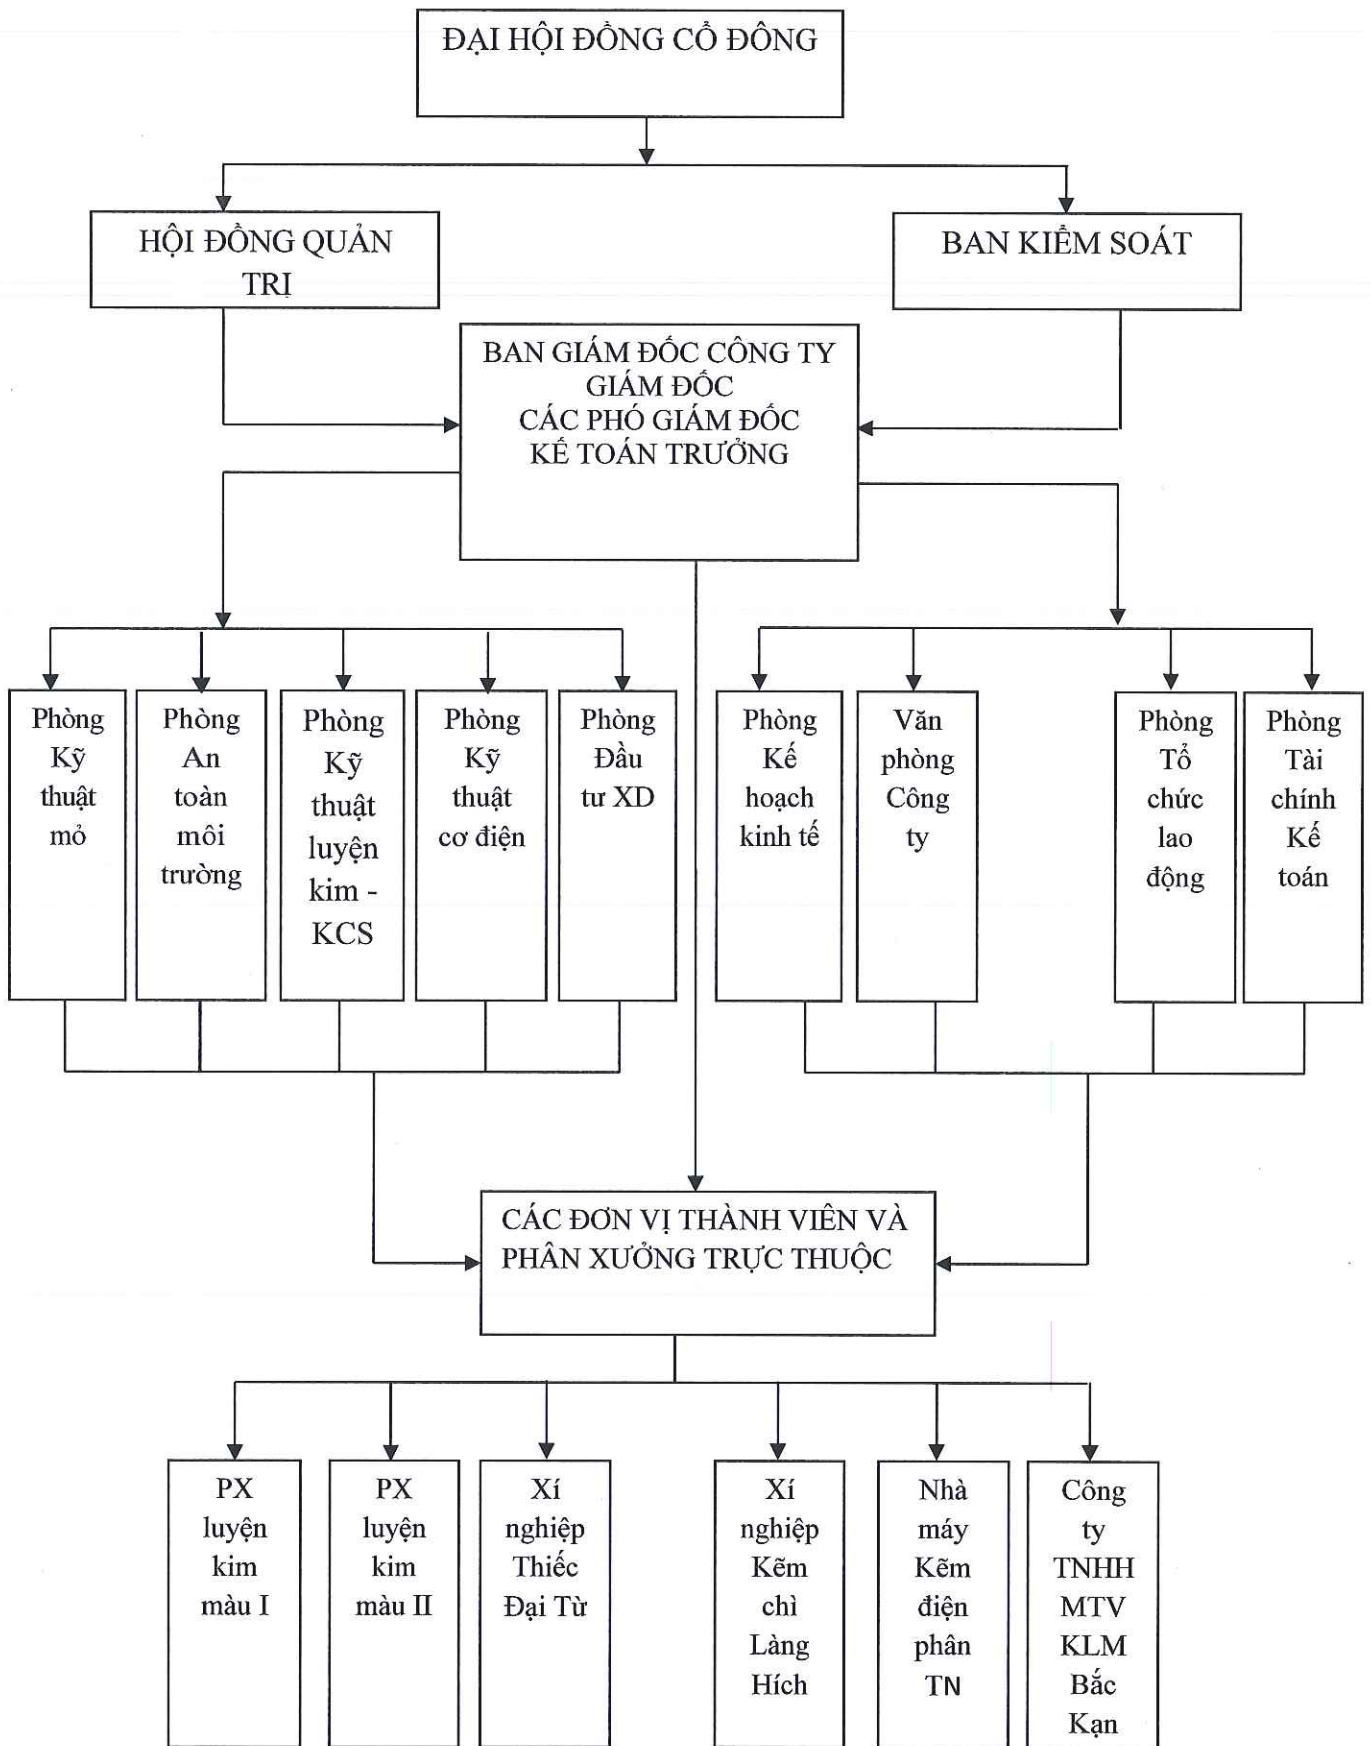 ĐẠI HỘI ĐỒNG CỔ ĐÔNG
HỘI ĐỒNG QUẢN
TRỊ
BAN KIỂM SOÁT
BAN GIÁM ĐỐC CÔNG TY
GIÁM ĐỐC
CÁC PHÓ GIÁM ĐỐC
KẾ TOÁN TRƯỞNG
Phòng
Kỹ
thuật
mỏ
Phòng
An
toàn
môi
trường
Phòng
Kỹ
thuật
luyện
kim -
KCS
Phòng
Kỹ
thuật
cơ điện
Phòng
Đầu
tư XD
Phòng
Kế
hoạch
kinh tế
Văn
phòng
Công
ty
Phòng
Tổ
chức
lao
động
Phòng
Tài
chính
Kế
toán
CÁC ĐƠN VỊ THÀNH VIÊN VÀ
PHÂN XƯỞNG TRỰC THUỘC
PX
luyện
kim
màu I
PX
luyện
kim
màu II
Xí
nghiệp
Thiếc
Đại Từ
Xí
nghiệp
Kẽm
chì
Làng
Hích
Nhà
máy
Kẽm
điện
phân
TN
Công
ty
TNHH
MTV
KLM
Bắc
Kạn